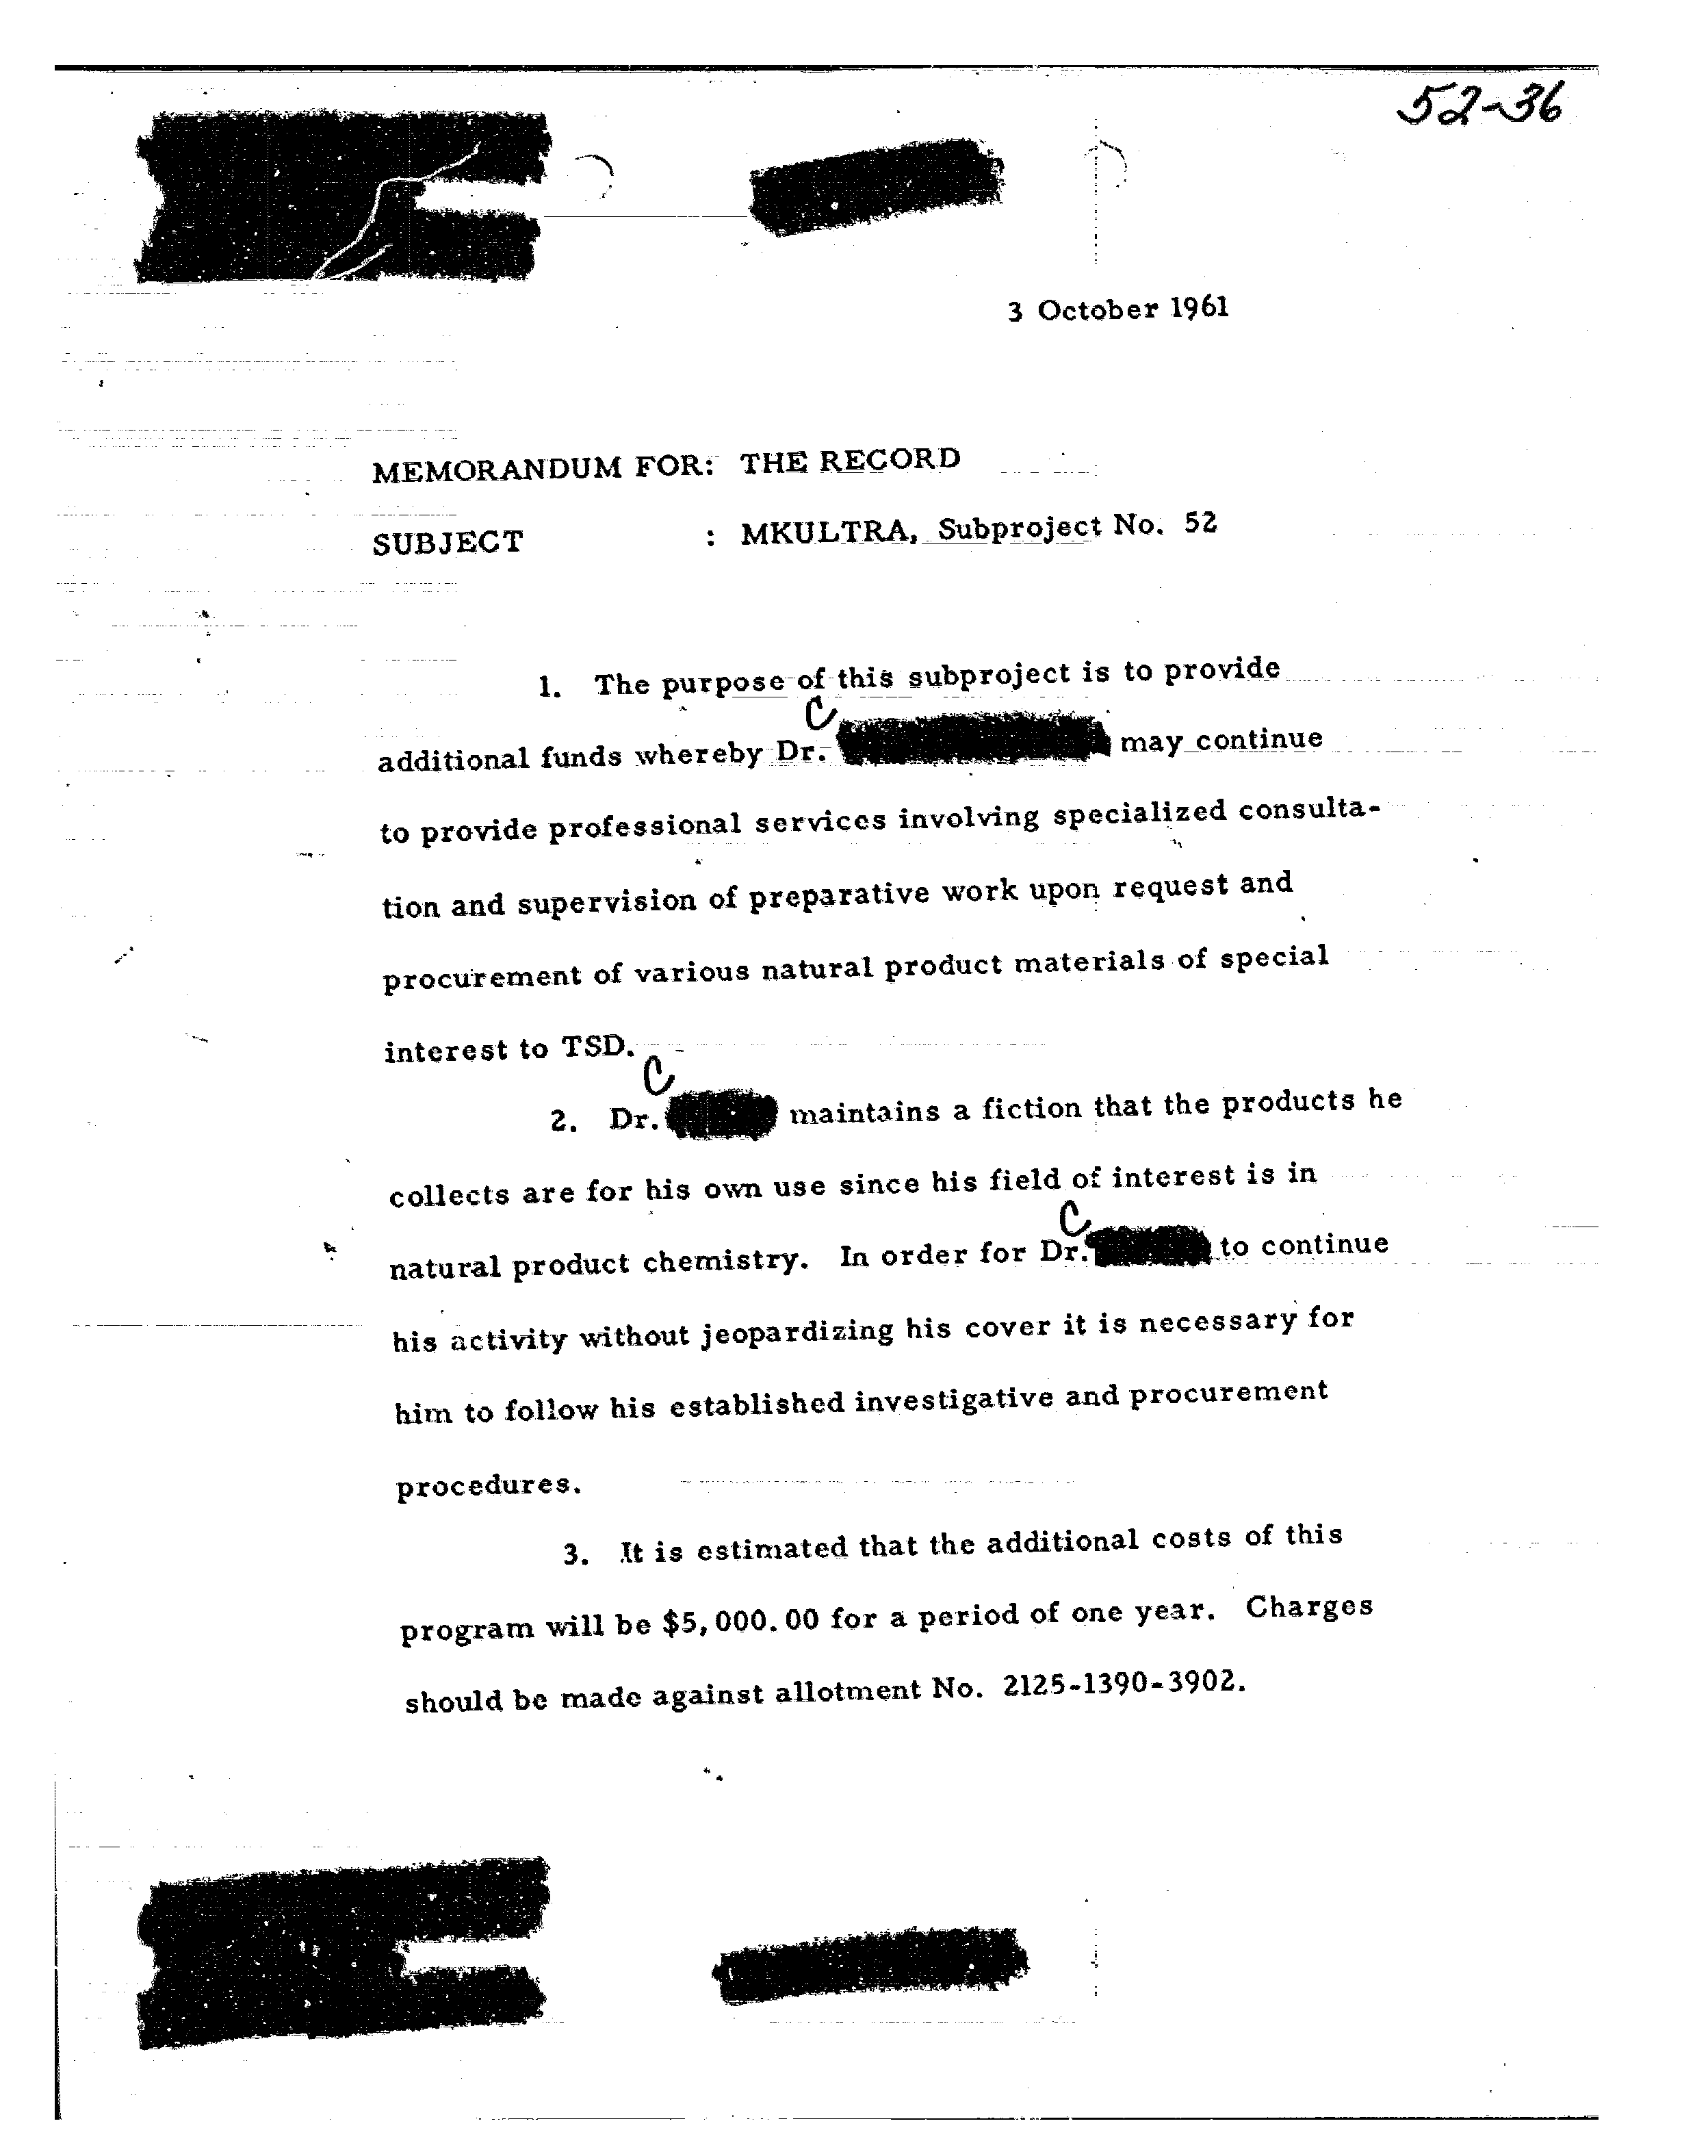 52-36
3 October 1961
MEMORANDUM FOR: THE RECORD
SUBJECT : MKULTRA, Subproject No. 52
1. The purpose of this subproject is to provide
C
additional funds whereby Dr. may continue
to provide professional services involving specialized consulta-
tion and supervision of preparative work upon request and
procurement of various natural product materials of special
interest to TSD.
C
2. Dr. maintains a fiction that the products he
collects are for his own use since his field of interest is in
C
natural product chemistry. In order for Dr. to continue
his activity without jeopardizing his cover it is necessary for
him to follow his established investigative and procurement
procedures.
3. It is estimated that the additional costs of this
program will be $5,000.00 for a period of one year. Charges
should be made against allotment No. 2125-1390-3902.